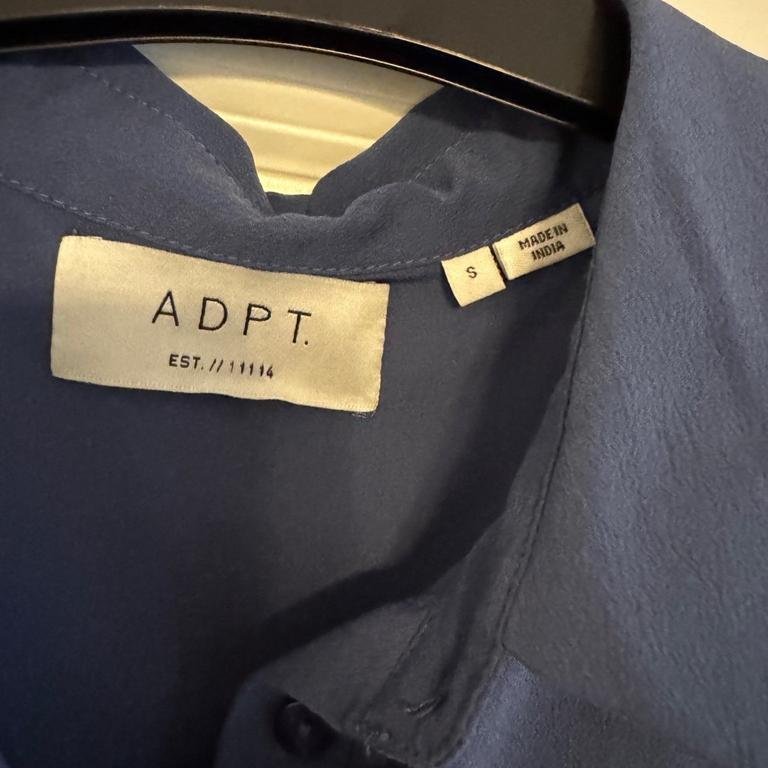 ADPT.
EST. // 11114
S
MADE IN
INDIA